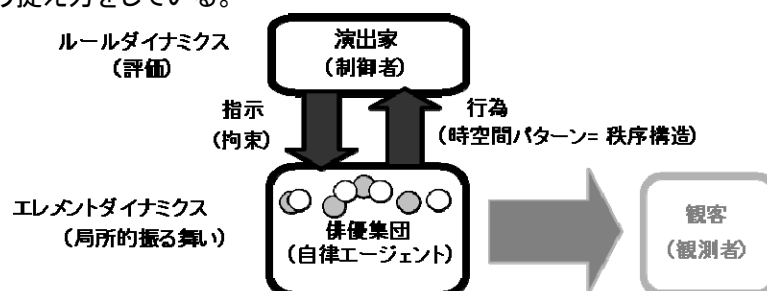 の捉え方をしている。
ルールダイナミクス
(評価)
演出家
(制御者)
指示
(拘束)
行為
(時空間パターン= 秩序構造)
エレメントダイナミクス
(局所的振る舞い)
俳優集団
(自律エージェント)
観客
(観測者)